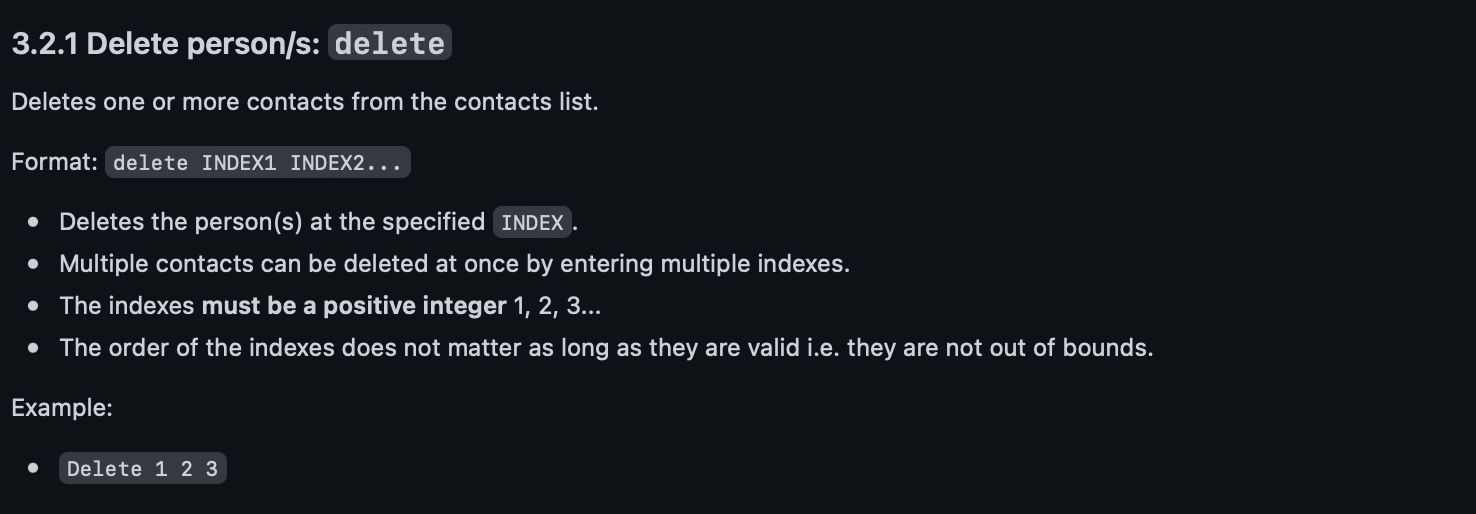 3.2.1 Delete person/s: delete
Deletes one or more contacts from the contacts list.
Format: delete INDEX1 INDEX2...
Deletes the person(s) at the specified INDEX.
Multiple contacts can be deleted at once by entering multiple indexes.
The indexes must be a positive integer 1, 2, 3...
The order of the indexes does not matter as long as they are valid i.e. they are not out of bounds.
Example:
Delete 1 2 3